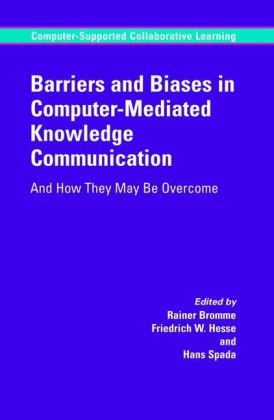 Computer-Supported Collaborative Learning
Barriers and Biases in
Computer-Mediated
Knowledge
Communication
And How They May Be Overcome
Edited by
Rainer Bromme
Friedrich W. Hesse
and
Hans Spada